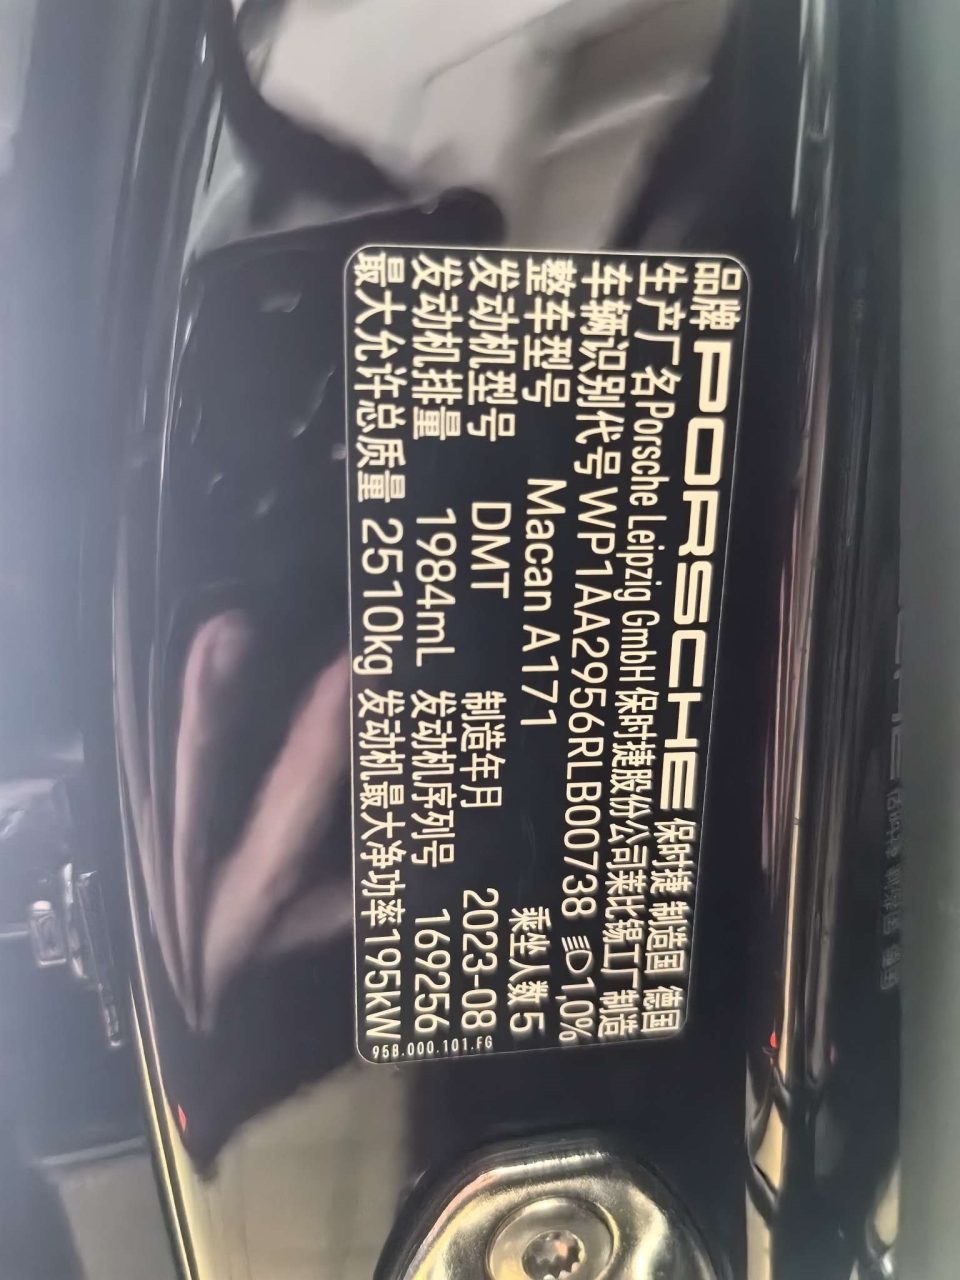 品牌 PORSCHE 保时捷 制造国 德国
生产厂名Porsche Leipzig GmbH 保时捷股份公司莱比锡工厂 制造
车辆识别代号 WP1AA2956RLB00738 1,0%
整车型号 Macan A171 乘坐人数 5
发动机型号 DMT 制造年月 2023-08
发动机排量 1984mL 发动机序列号 169256
最大允许总质量 2510kg 发动机最大净功率195kW
95B.000.101.FG